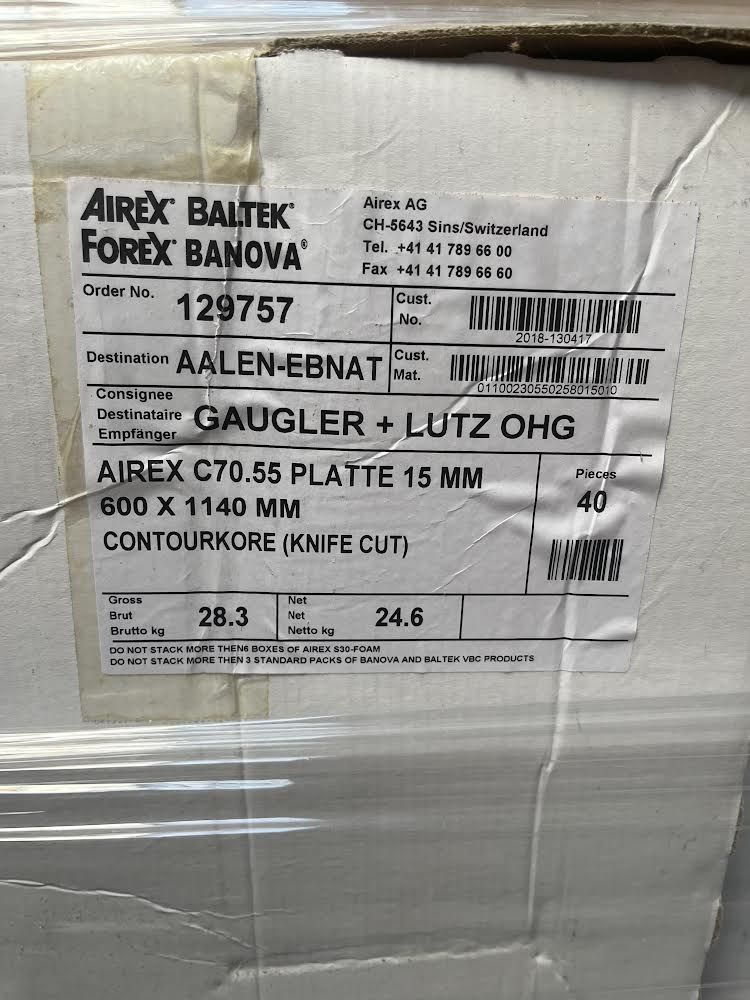 AIREX® BALTEK®
FOREX® BANOVA®
Airex AG
CH-5643 Sins/Switzerland
Tel. +41 41 789 66 00
Fax +41 41 789 66 60
Order No. 129757
Cust. No. 2018-130417
Destination AALEN-EBNAT
Cust. Mat. 01100230550258015010
Consignee
Destinataire
Empfänger
GAUGLER + LUTZ OHG
AIREX C70.55 PLATTE 15 MM
600 X 1140 MM
CONTOURKORE (KNIFE CUT)
Pieces
40
Gross
Brut
Brutto kg
28.3
Net
Net
Netto kg
24.6
DO NOT STACK MORE THEN6 BOXES OF AIREX S30-FOAM
DO NOT STACK MORE THEN 3 STANDARD PACKS OF BANOVA AND BALTEK VBC PRODUCTS